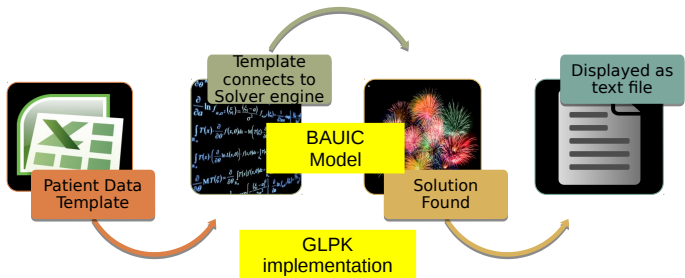 Template
connects to
Solver engine
Displayed as
text file
BAUIC
Model
Patient Data
Template
Solution
Found
GLPK
implementation